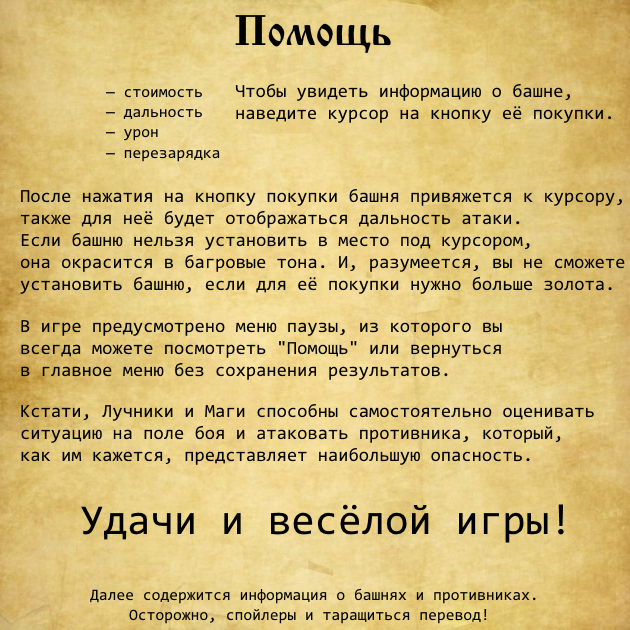 Помощь
— стоимость
— дальность
— урон
— перезарядка
Чтобы увидеть информацию о башне,
наведите курсор на кнопку её покупки.
После нажатия на кнопку покупки башня привяжется к курсору,
также для неё будет отображаться дальность атаки.
Если башню нельзя установить в место под курсором,
она окрасится в багровые тона. И, разумеется, вы не сможете
установить башню, если для её покупки нужно больше золота.
В игре предусмотрено меню паузы, из которого вы
всегда можете посмотреть "Помощь" или вернуться
в главное меню без сохранения результатов.
Кстати, Лучники и Маги способны самостоятельно оценивать
ситуацию на поле боя и атаковать противника, который,
как им кажется, представляет наибольшую опасность.
Удачи и весёлой игры!
Далее содержится информация о башнях и противниках.
Осторожно, спойлеры и таращиться перевод!